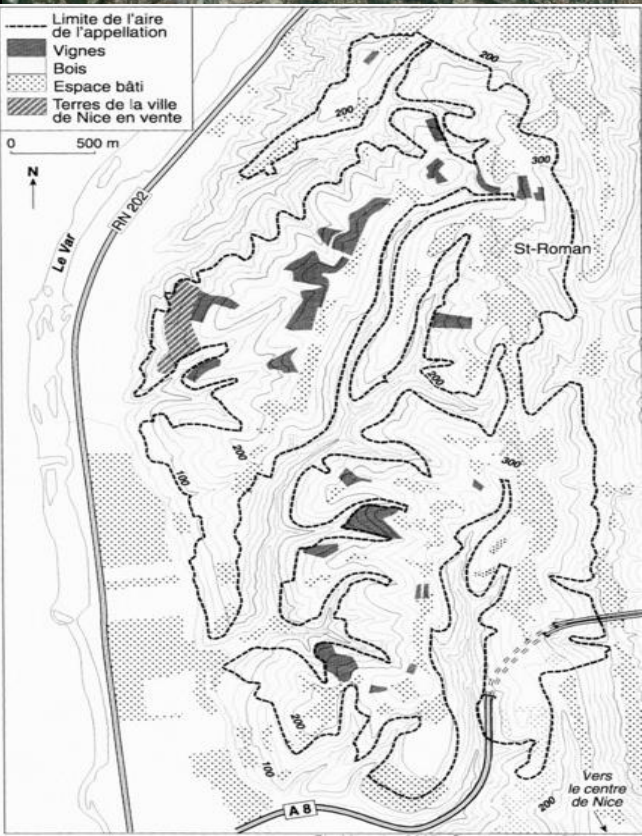 Limite de l'aire
de l'appellation
Vignes
Bois
Espace bâti
Terres de la ville
de Nice en vente
0 500 m
N
Le Var
RN 202
200
200
300
St-Roman
200
200
100
300
200
100
A 8
200
Vers
le centre
de Nice